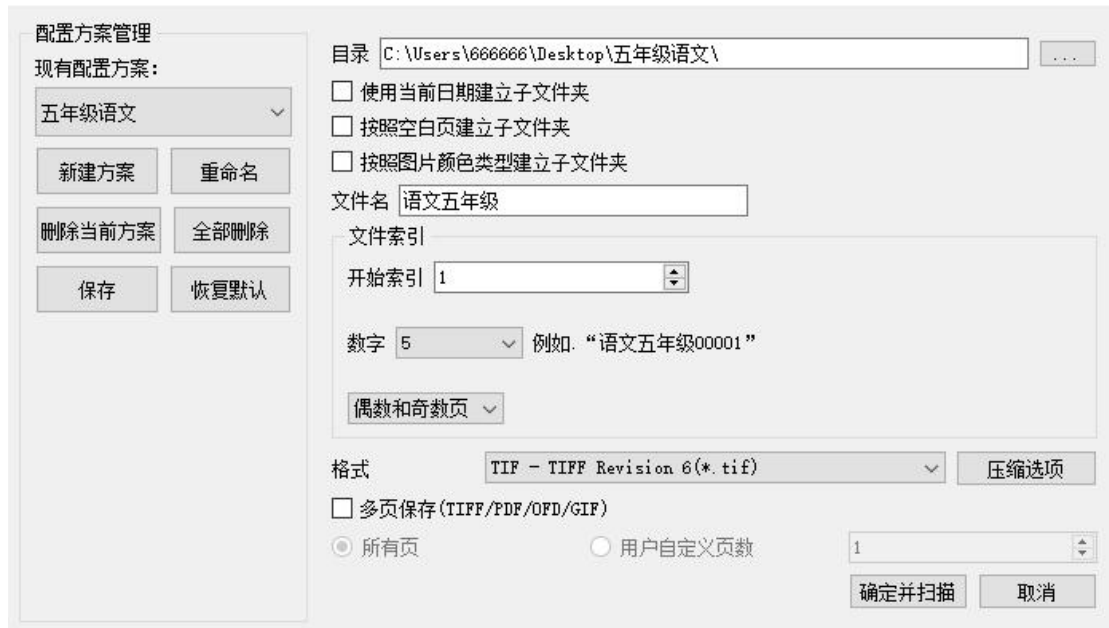 配置方案管理
现有配置方案:
五年级语文
新建方案 重命名
删除当前方案 全部删除
保存 恢复默认
目录 C:\Users\666666\Desktop\五年级语文\ ...
使用当前日期建立子文件夹
按照空白页建立子文件夹
按照图片颜色类型建立子文件夹
文件名 语文五年级
文件索引
开始索引 1
数字 5 例如.“语文五年级00001”
偶数和奇数页
格式 TIF - TIFF Revision 6(*.tif) 压缩选项
多页保存(TIFF/PDF/OFD/GIF)
所有页 用户自定义页数 1
确定并扫描 取消